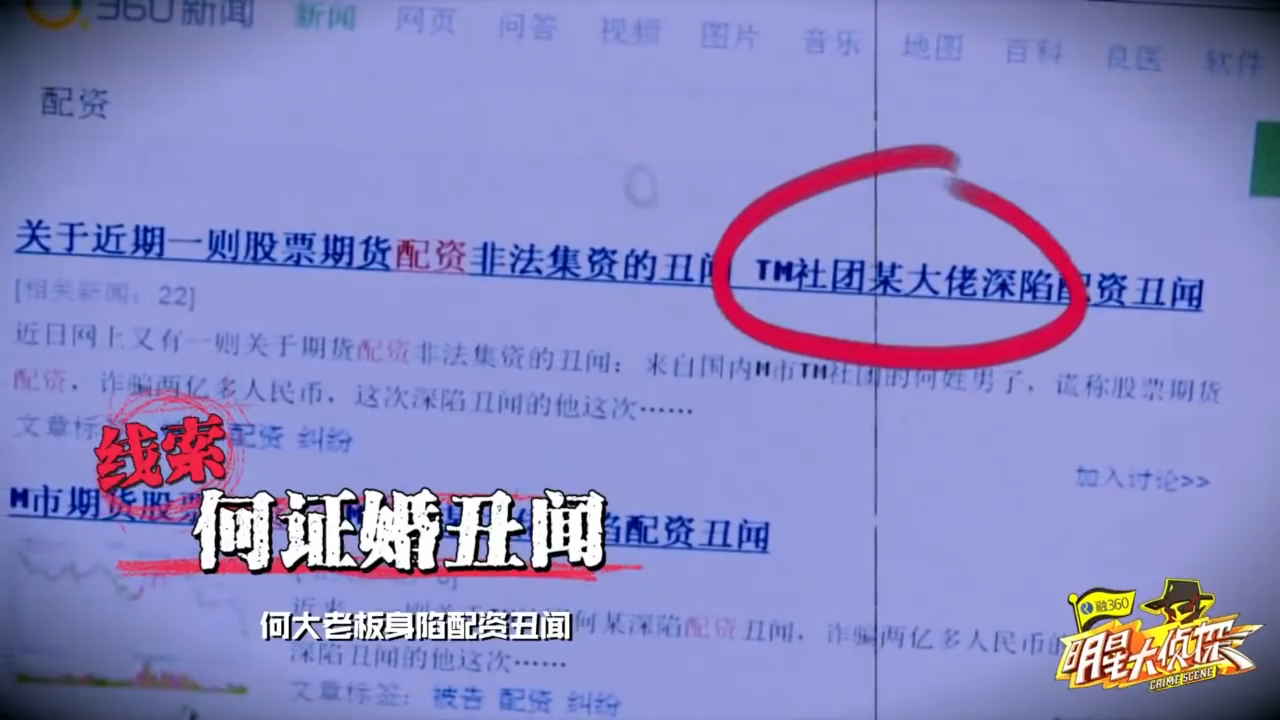 360新闻 新闻 网页 问答 视频 图片 音乐 地图 百科 良医 软件
配资
关于近期一则股票期货配资非法集资的丑闻 TM社团某大佬深陷配资丑闻
[相关新闻：22]
近日网上又有一则关于期货配资非法集资的丑闻：来自国内M市TM社团的何姓男子，谎称股票期货
配资，诈骗两亿多人民币，这次深陷丑闻的他这次……
文章标 配资 纠纷
加入讨论>>
线索
M市期货股票 陷配资丑闻
何证婚丑闻
近来 何某深陷配资丑闻，诈骗两亿多人民币的
何大老板身陷配资丑闻
深陷丑闻的他这次……
文章标签：被告 配资 纠纷
融360
明星大侦探
CRIME SCENE